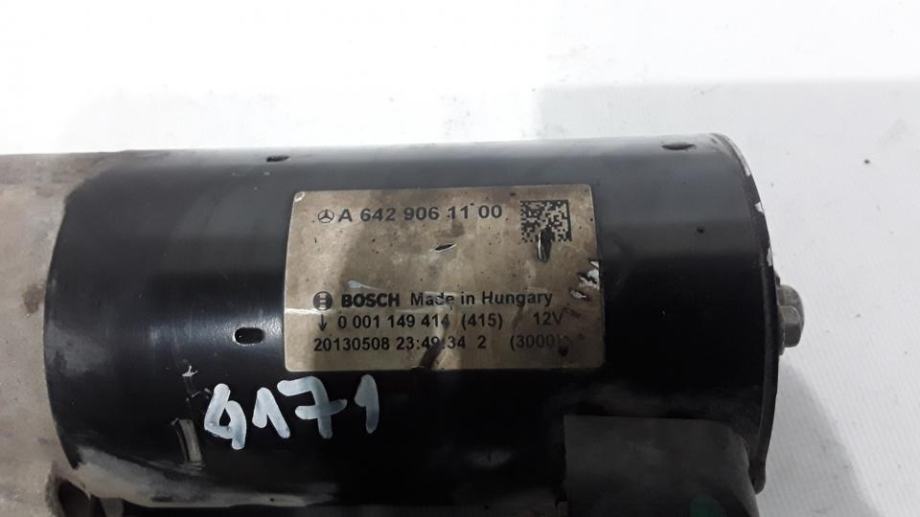 A 642 906 11 00
BOSCH Made in Hungary
0 001 149 414 (415) 12V
20130508 23:49:34 2 (3000)
4171